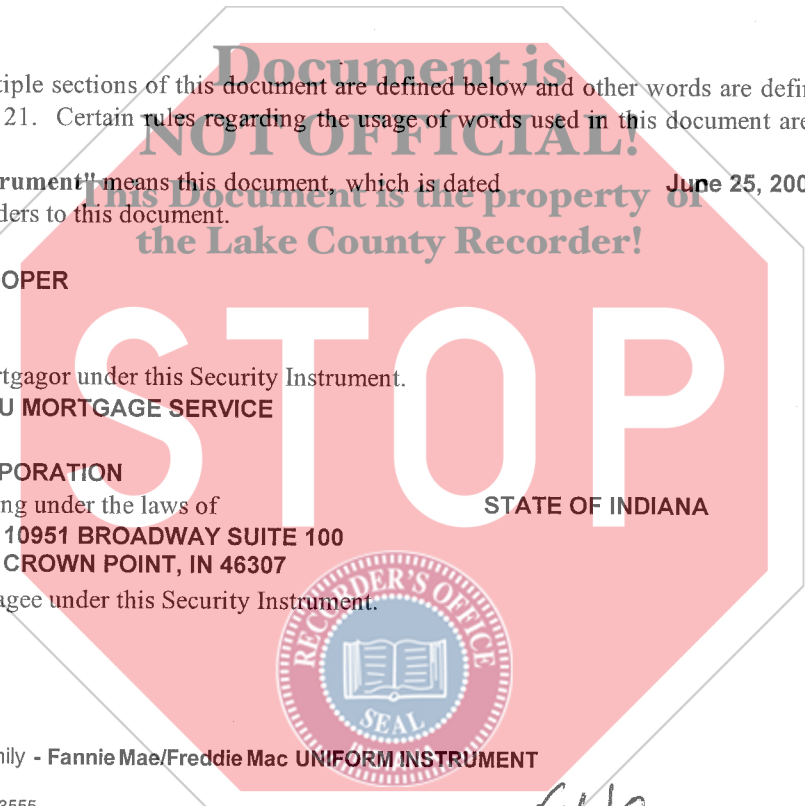 Document is
tiple sections of this document are defined below and other words are defin
21. Certain rules regarding the usage of words used in this document are
NOT OFFICIAL!
rument" means this document, which is dated June 25, 200
This Document is the property of
ders to this document.
the Lake County Recorder!
OPER
STOP
rtgagor under this Security Instrument.
U MORTGAGE SERVICE
PORATION
ng under the laws of STATE OF INDIANA
10951 BROADWAY SUITE 100
CROWN POINT, IN 46307
agee under this Security Instrument.
RECORDER'S OFFICE
SEAL
INDIANA
nily - Fannie Mae/Freddie Mac UNIFORM INSTRUMENT
3555